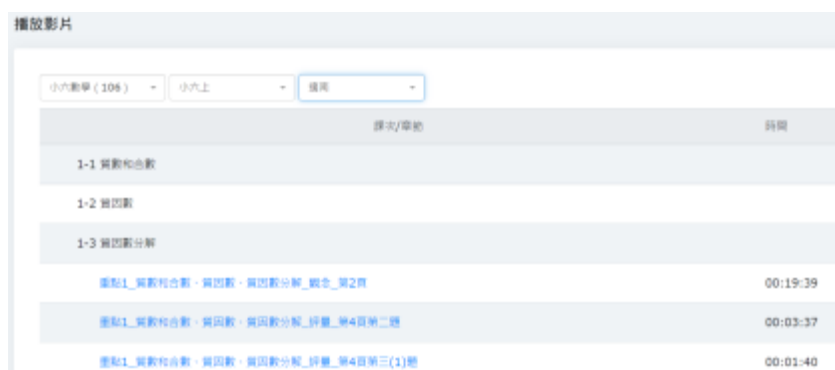 播放影片
小六數學(106) 小六上
課次/章節 時間
1-1 質數和合數
1-2 質因數
1-3 質因數分解
重點1_質數和合數、質因數、質因數分解_觀念_第2頁 00:19:39
重點1_質數和合數、質因數、質因數分解_評量_第4頁第二題 00:03:37
重點1_質數和合數、質因數、質因數分解_評量_第4頁第三(1)題 00:01:40